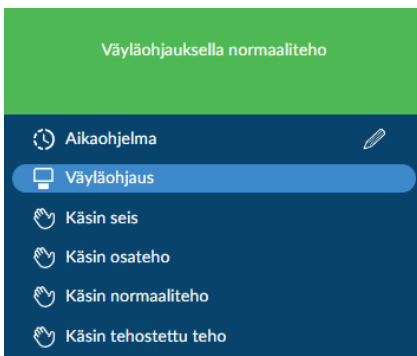 Väyläohjauksella normaaliteho
Aikaohjelma
Väyläohjaus
Käsin seis
Käsin osateho
Käsin normaaliteho
Käsin tehostettu teho